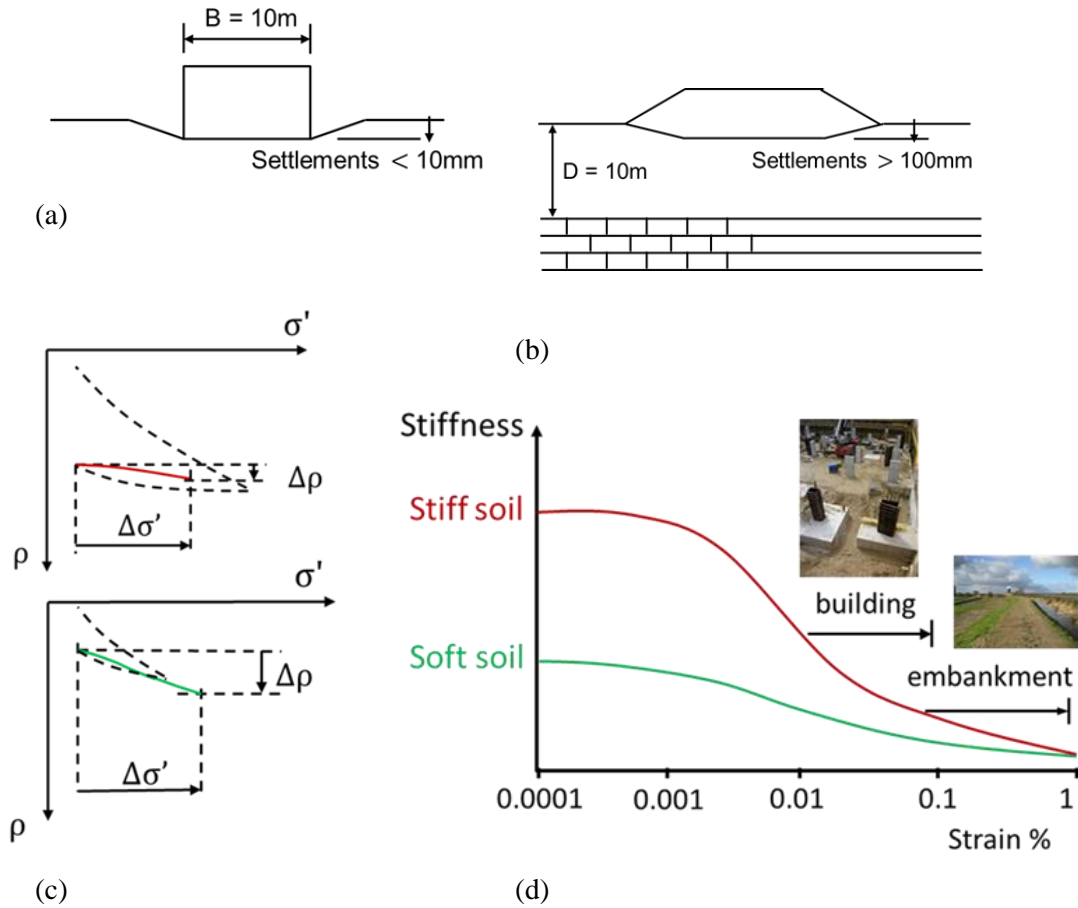 B = 10m
Settlements < 10mm
(a)
D = 10m
Settlements > 100mm
(b)
σ'
Δρ
Δσ'
ρ
σ'
Δρ
Δσ'
ρ
(c)
Stiffness
Stiff soil
Soft soil
building
embankment
0.0001
0.001
0.01
0.1
1
Strain %
(d)